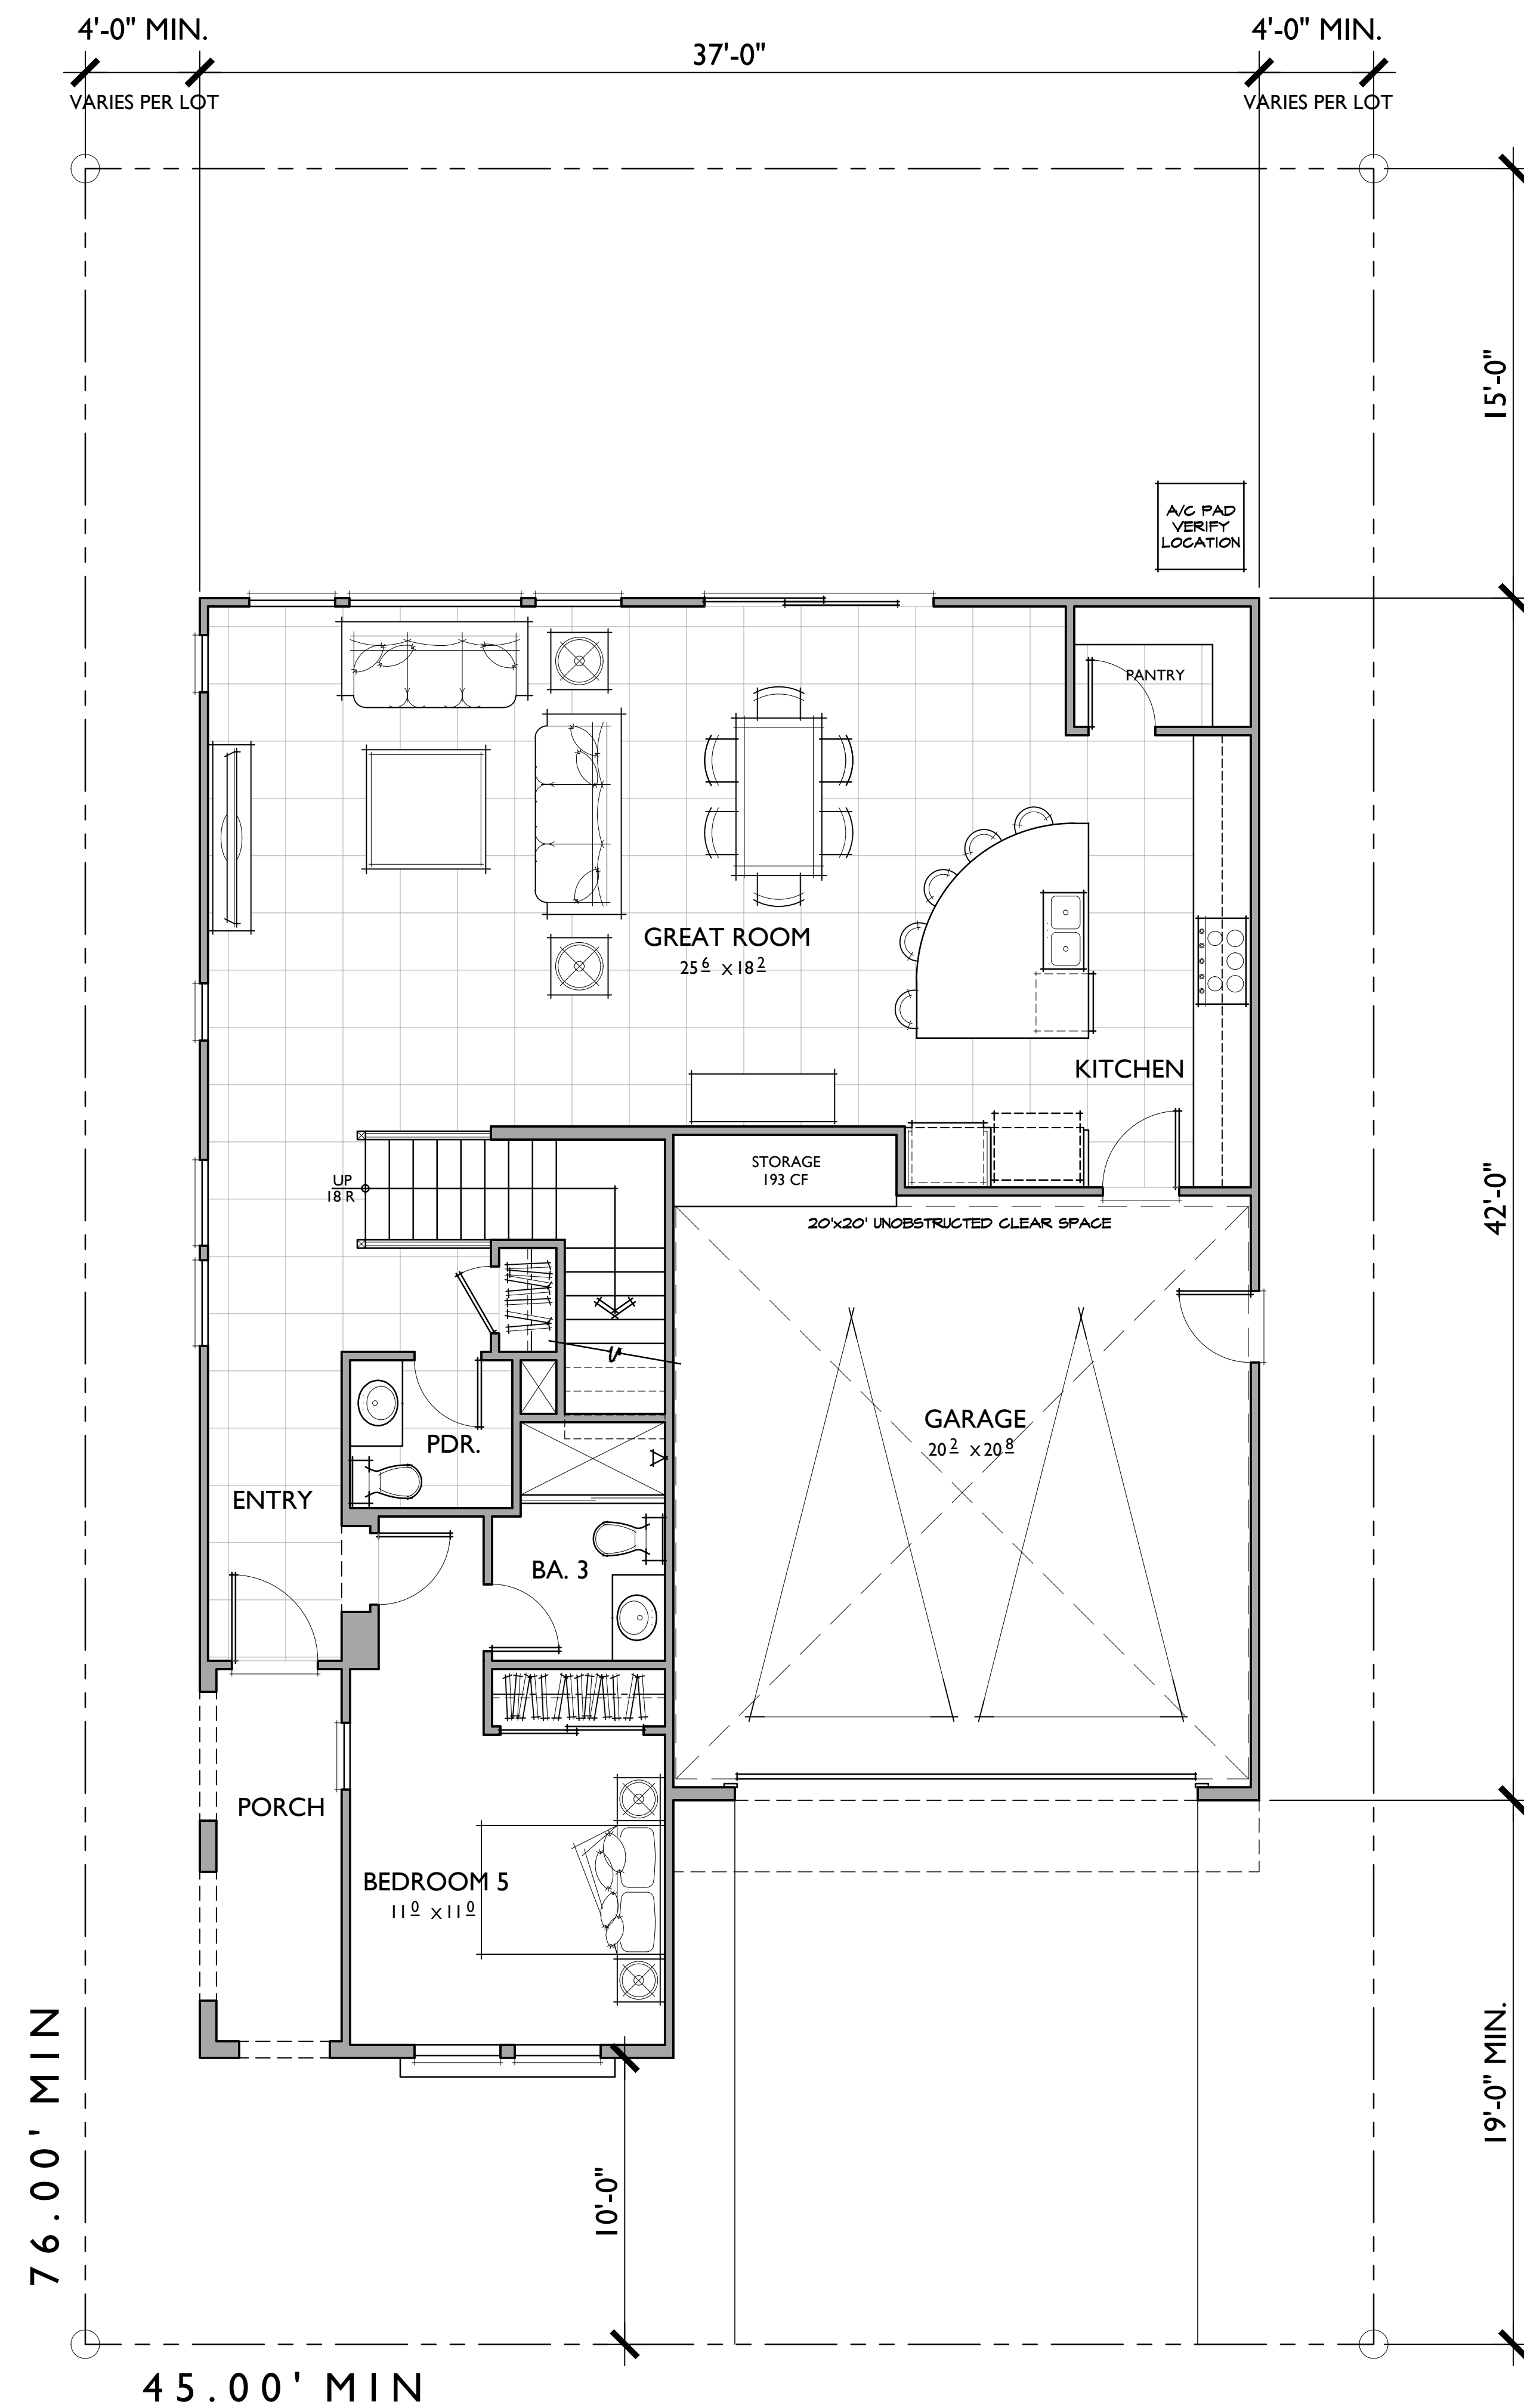 4'-0" MIN.
37'-0"
4'-0" MIN.
VARIES PER LOT
VARIES PER LOT
15'-0"
A/C PAD
VERIFY
LOCATION
PANTRY
GREAT ROOM
25 6 x 18 2
KITCHEN
STORAGE
193 CF
UP
18 R
20'x20' UNOBSTRUCTED CLEAR SPACE
42'-0"
GARAGE
20 2 x 20 8
PDR.
ENTRY
BA. 3
PORCH
BEDROOM 5
11 0 x 11 0
19'-0" MIN.
10'-0"
76.00' MIN
45.00' MIN